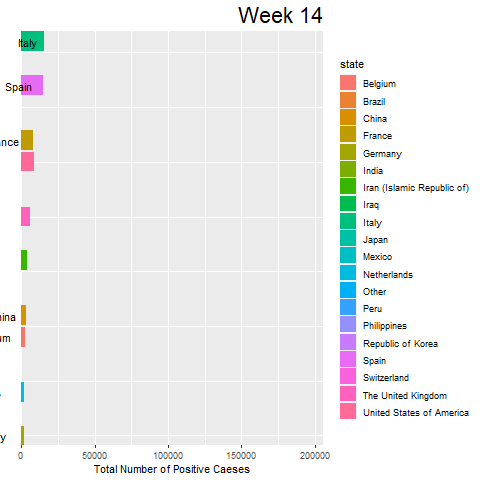 Week 14
Italy
Spain
ance
ina
um
y
0
50000
100000
150000
200000
Total Number of Positive Caeses
state
Belgium
Brazil
China
France
Germany
India
Iran (Islamic Republic of)
Iraq
Italy
Japan
Mexico
Netherlands
Other
Peru
Philippines
Republic of Korea
Spain
Switzerland
The United Kingdom
United States of America